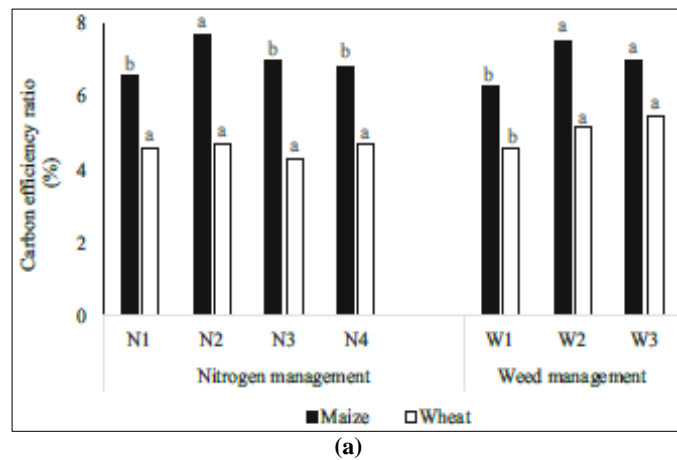 Carbon efficiency ratio
(%)
8
6
4
2
0
b
a
a
a
b
a
b
a
b
b
a
a
a
a
N1
N2
N3
N4
W1
W2
W3
Nitrogen management
Weed management
Maize
Wheat
(a)